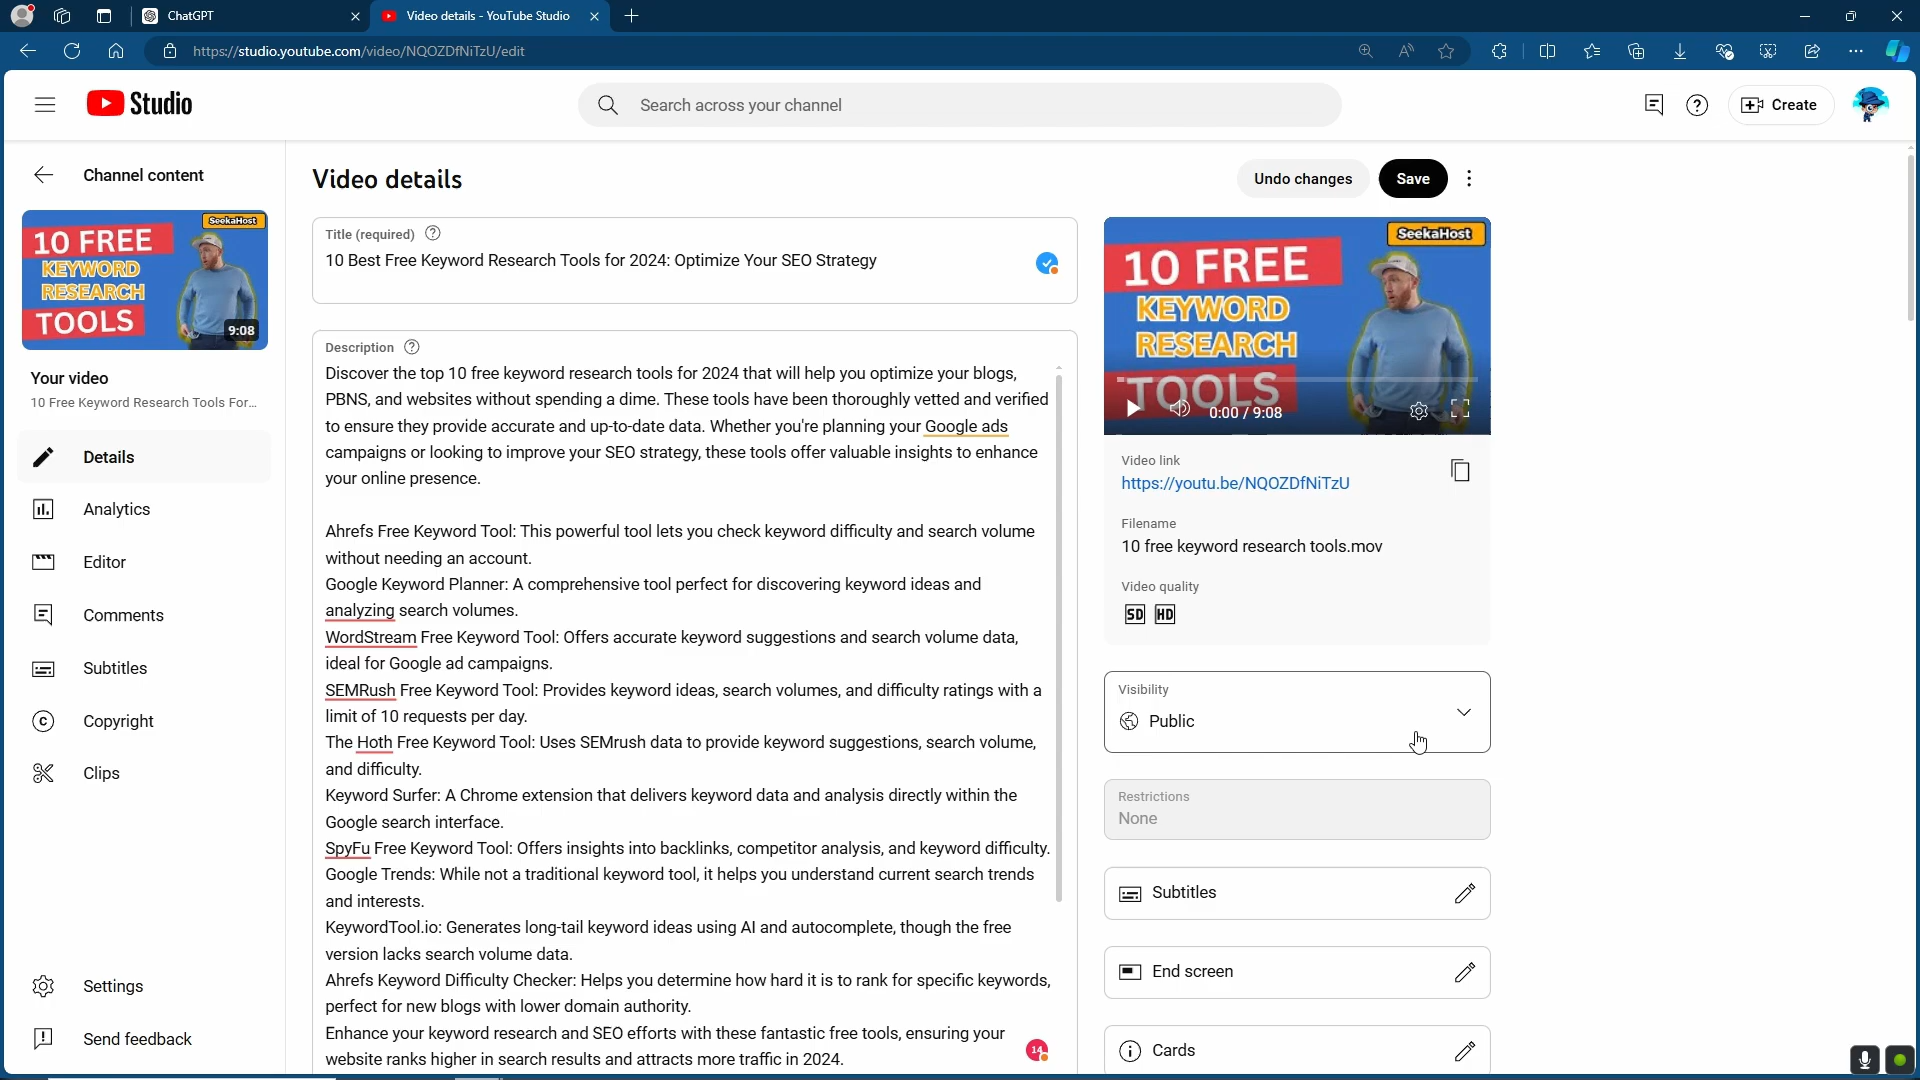 ChatGPT
Video details - YouTube Studio
https://studio.youtube.com/video/NQOZDfNiTzU/edit
Studio
Search across your channel
Create
Channel content
SeekaHost
10 FREE
KEYWORD
RESEARCH
TOOLS
9:08
Your video
10 Free Keyword Research Tools For...
Details
Analytics
Editor
Comments
Subtitles
Copyright
Clips
Settings
Send feedback
Video details
Undo changes
Save
Title (required)
10 Best Free Keyword Research Tools for 2024: Optimize Your SEO Strategy
Description
Discover the top 10 free keyword research tools for 2024 that will help you optimize your blogs,
PBNS, and websites without spending a dime. These tools have been thoroughly vetted and verified
to ensure they provide accurate and up-to-date data. Whether you're planning your Google ads
campaigns or looking to improve your SEO strategy, these tools offer valuable insights to enhance
your online presence.
Ahrefs Free Keyword Tool: This powerful tool lets you check keyword difficulty and search volume
without needing an account.
Google Keyword Planner: A comprehensive tool perfect for discovering keyword ideas and
analyzing search volumes.
WordStream Free Keyword Tool: Offers accurate keyword suggestions and search volume data,
ideal for Google ad campaigns.
SEMRush Free Keyword Tool: Provides keyword ideas, search volumes, and difficulty ratings with a
limit of 10 requests per day.
The Hoth Free Keyword Tool: Uses SEMrush data to provide keyword suggestions, search volume,
and difficulty.
Keyword Surfer: A Chrome extension that delivers keyword data and analysis directly within the
Google search interface.
SpyFu Free Keyword Tool: Offers insights into backlinks, competitor analysis, and keyword difficulty.
Google Trends: While not a traditional keyword tool, it helps you understand current search trends
and interests.
KeywordTool.io: Generates long-tail keyword ideas using AI and autocomplete, though the free
version lacks search volume data.
Ahrefs Keyword Difficulty Checker: Helps you determine how hard it is to rank for specific keywords,
perfect for new blogs with lower domain authority.
Enhance your keyword research and SEO efforts with these fantastic free tools, ensuring your
website ranks higher in search results and attracts more traffic in 2024.
14
SeekaHost
10 FREE
KEYWORD
RESEARCH
TOOLS
0:00 / 9:08
Video link
https://youtu.be/NQOZDfNiTzU
Filename
10 free keyword research tools.mov
Video quality
SD HD
Visibility
Public
Restrictions
None
Subtitles
End screen
Cards